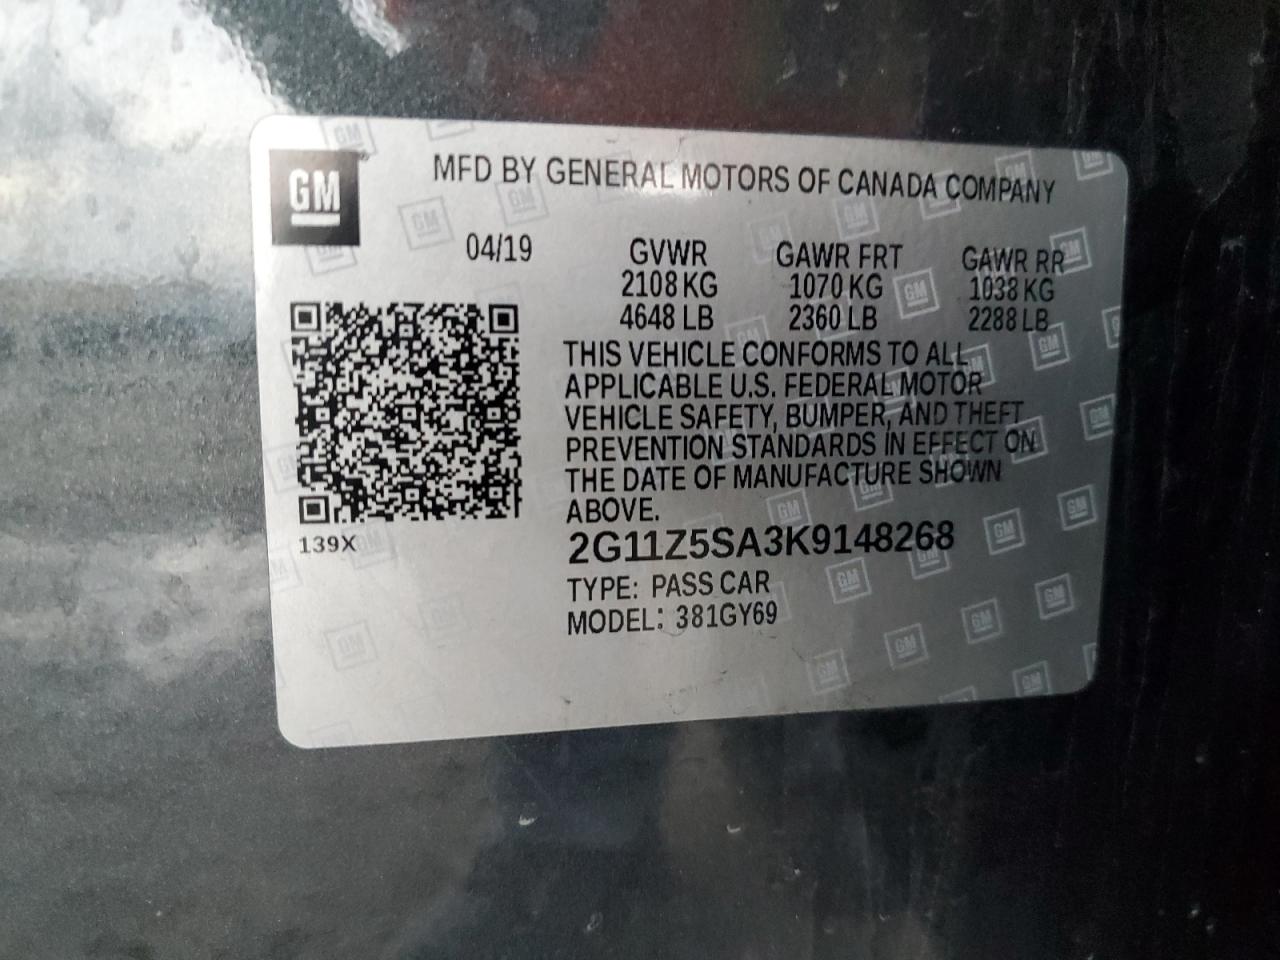 GM
MFD BY GENERAL MOTORS OF CANADA COMPANY
04/19
GVWR GAWR FRT GAWR RR
2108 KG 1070 KG 1038 KG
4648 LB 2360 LB 2288 LB
THIS VEHICLE CONFORMS TO ALL
APPLICABLE U.S. FEDERAL MOTOR
VEHICLE SAFETY, BUMPER, AND THEFT
PREVENTION STANDARDS IN EFFECT ON
THE DATE OF MANUFACTURE SHOWN
ABOVE.
139X
2G11Z5SA3K9148268
TYPE: PASS CAR
MODEL: 381GY69